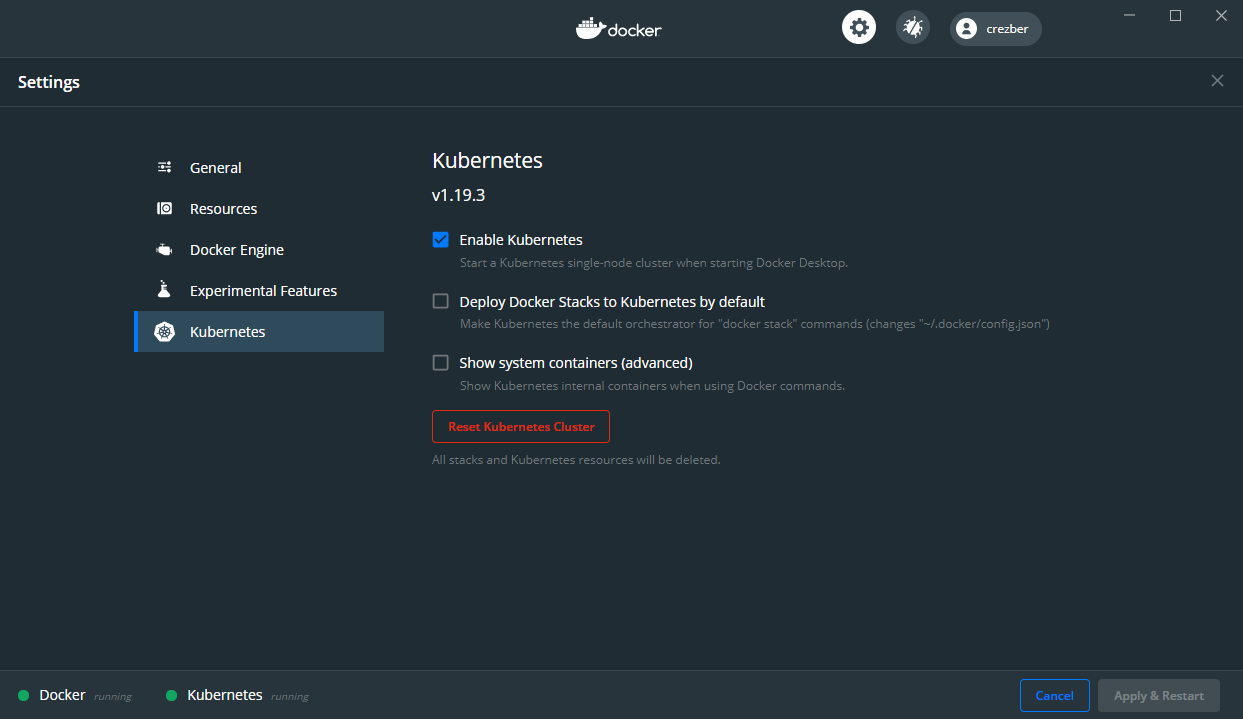 docker
crezber
Settings
General
Resources
Docker Engine
Experimental Features
Kubernetes
Kubernetes
v1.19.3
Enable Kubernetes
Start a Kubernetes single-node cluster when starting Docker Desktop.
Deploy Docker Stacks to Kubernetes by default
Make Kubernetes the default orchestrator for "docker stack" commands (changes "~/.docker/config.json")
Show system containers (advanced)
Show Kubernetes internal containers when using Docker commands.
Reset Kubernetes Cluster
All stacks and Kubernetes resources will be deleted.
Docker running Kubernetes running Cancel Apply & Restart